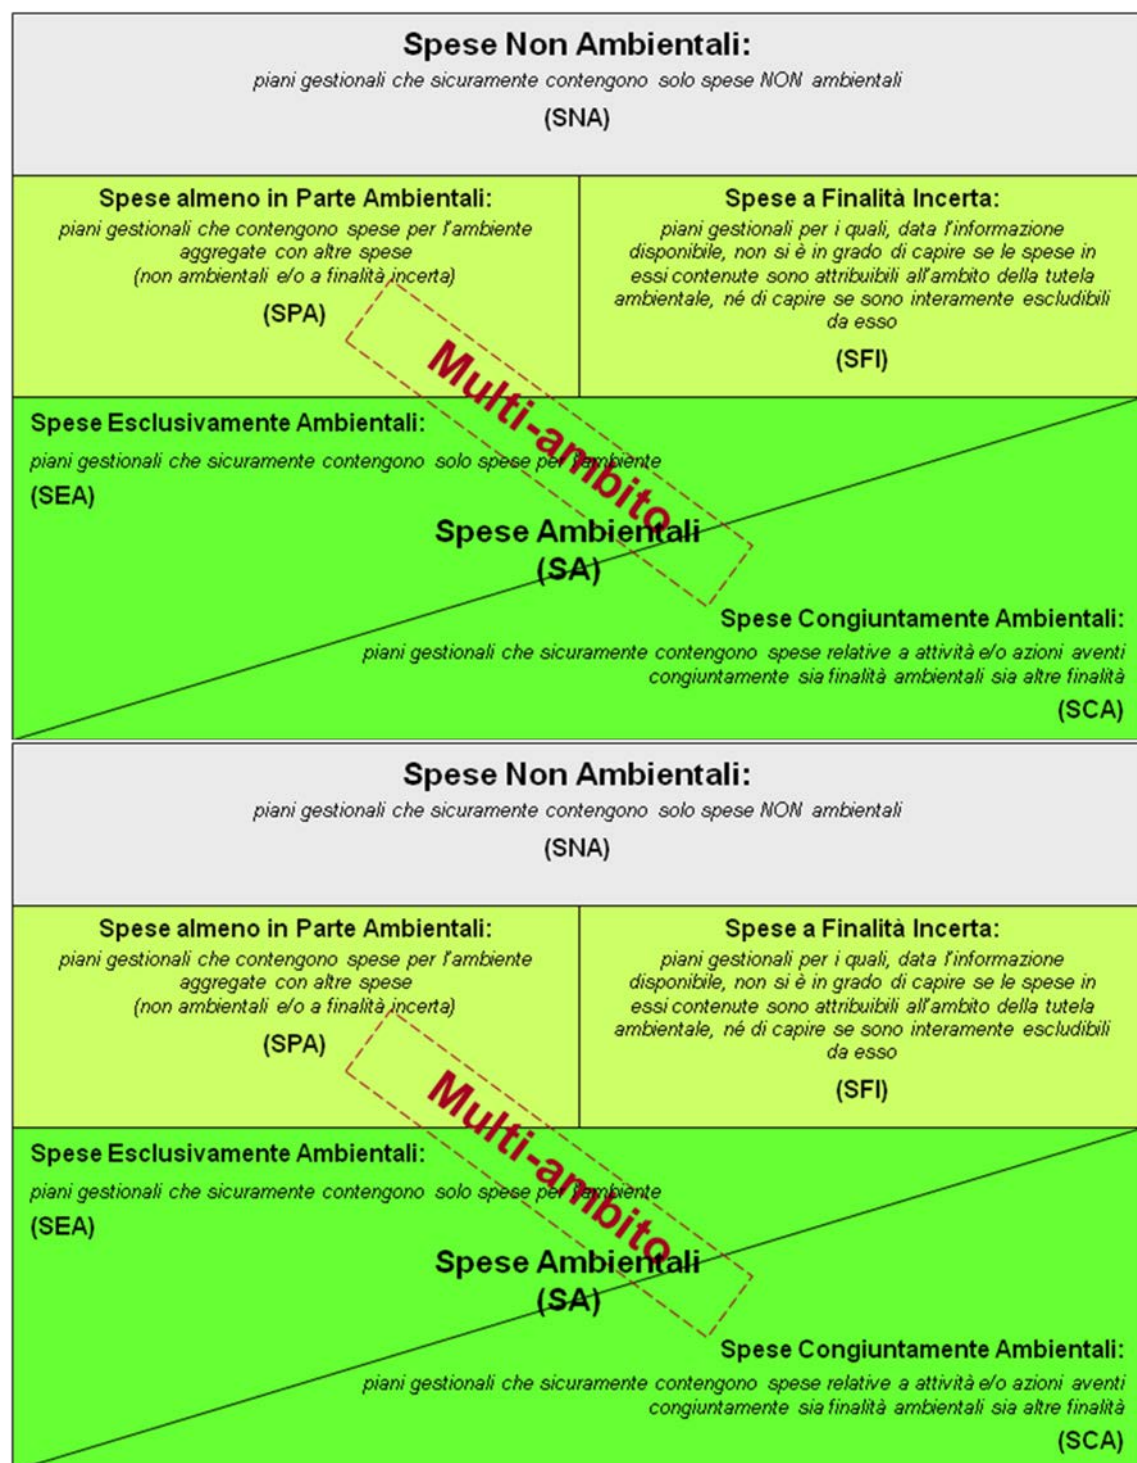 Spese Non Ambientali:
piani gestionali che sicuramente contengono solo spese NON ambientali
(SNA)
Spese almeno in Parte Ambientali:
piani gestionali che contengono spese per l'ambiente
aggregate con altre spese
(non ambientali e/o a finalità incerta)
(SPA)
Spese a Finalità Incerta:
piani gestionali per i quali, data l'informazione
disponibile, non si è in grado di capire se le spese in
essi contenute sono attribuibili all'ambito della tutela
ambientale, né di capire se sono interamente escludibili
da esso
(SFI)
Multi-ambito
Spese Esclusivamente Ambientali:
piani gestionali che sicuramente contengono solo spese per l'ambiente
(SEA)
Spese Ambientali
(SA)
Spese Congiuntamente Ambientali:
piani gestionali che sicuramente contengono spese relative a attività e/o azioni aventi
congiuntamente sia finalità ambientali sia altre finalità
(SCA)
Spese Non Ambientali:
piani gestionali che sicuramente contengono solo spese NON ambientali
(SNA)
Spese almeno in Parte Ambientali:
piani gestionali che contengono spese per l'ambiente
aggregate con altre spese
(non ambientali e/o a finalità incerta)
(SPA)
Spese a Finalità Incerta:
piani gestionali per i quali, data l'informazione
disponibile, non si è in grado di capire se le spese in
essi contenute sono attribuibili all'ambito della tutela
ambientale, né di capire se sono interamente escludibili
da esso
(SFI)
Multi-ambito
Spese Esclusivamente Ambientali:
piani gestionali che sicuramente contengono solo spese per l'ambiente
(SEA)
Spese Ambientali
(SA)
Spese Congiuntamente Ambientali:
piani gestionali che sicuramente contengono spese relative a attività e/o azioni aventi
congiuntamente sia finalità ambientali sia altre finalità
(SCA)